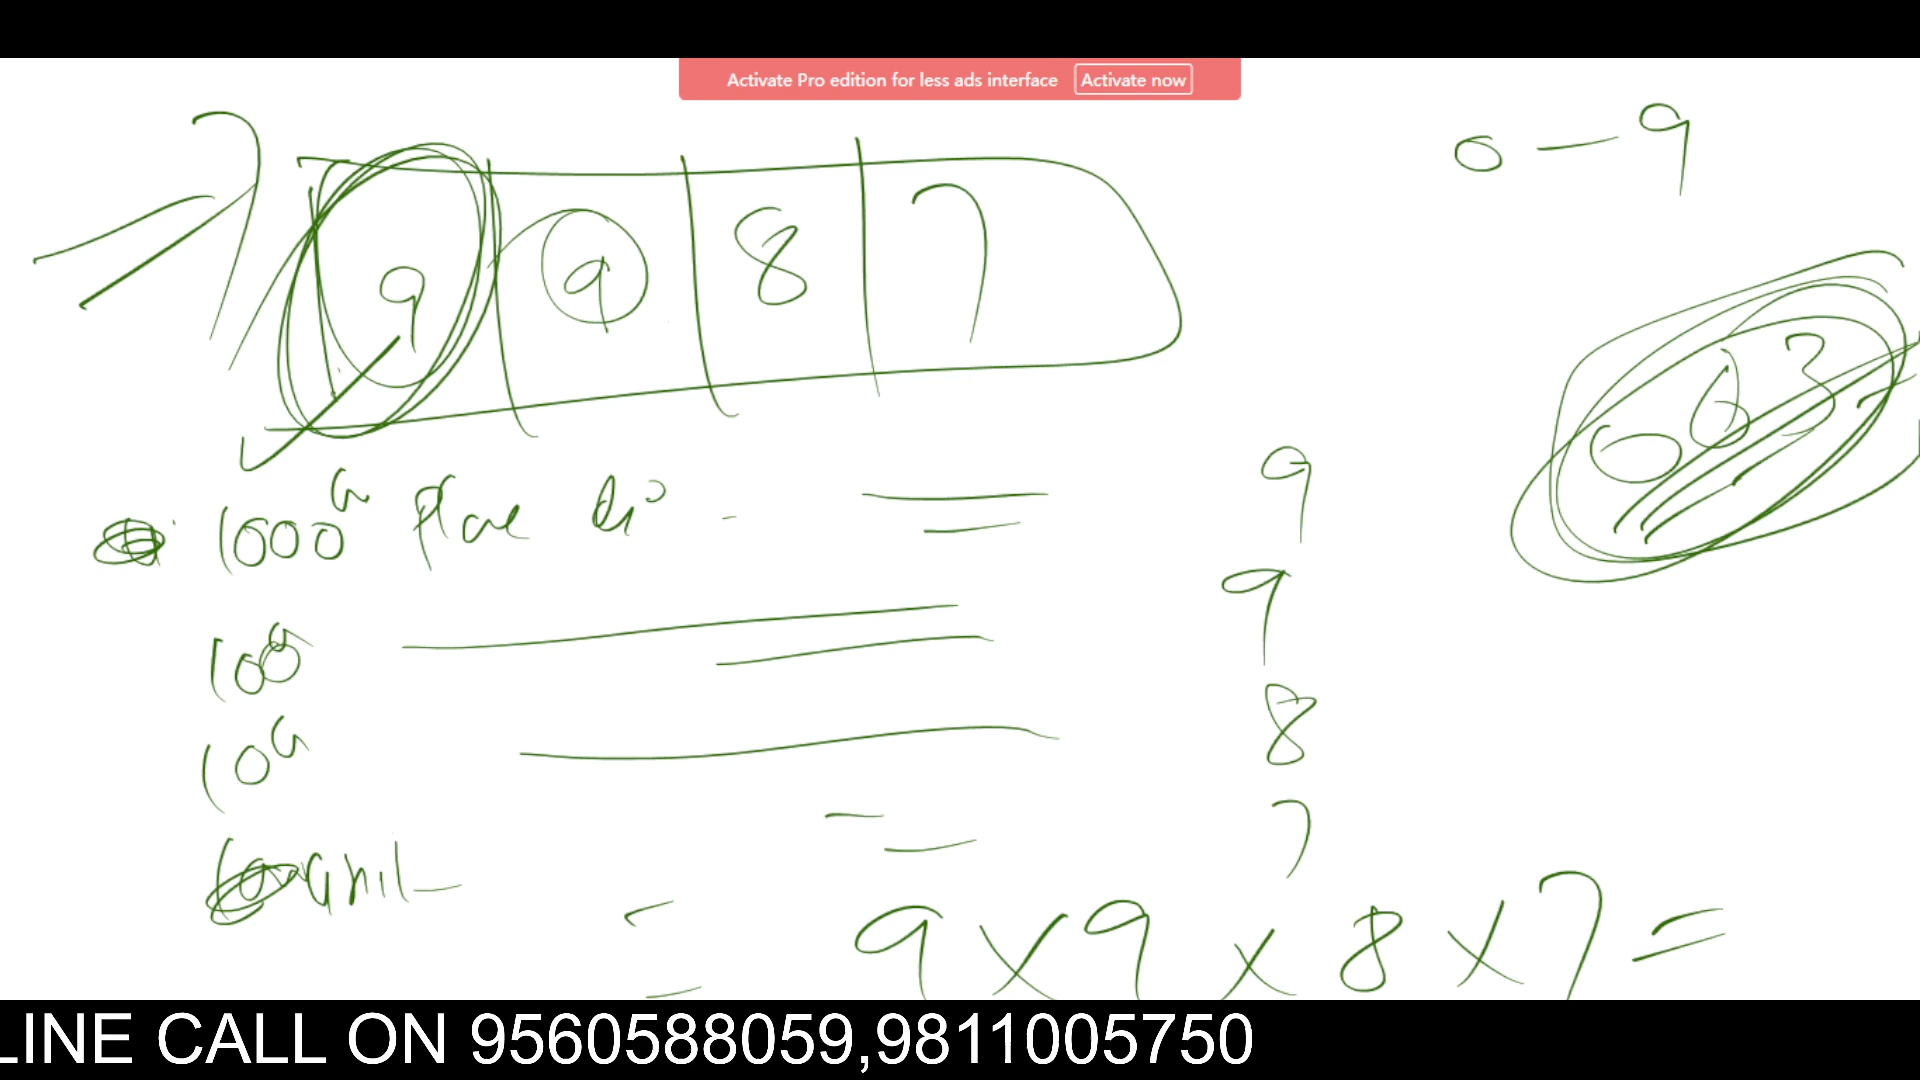 Activate Pro edition for less ads interface Activate now
0 – 9
9 9 8 7
1000 Place 9
100 9
10 8
unit 7
= 9 × 9 × 8 × 7 =
LINE CALL ON 9560588059,9811005750